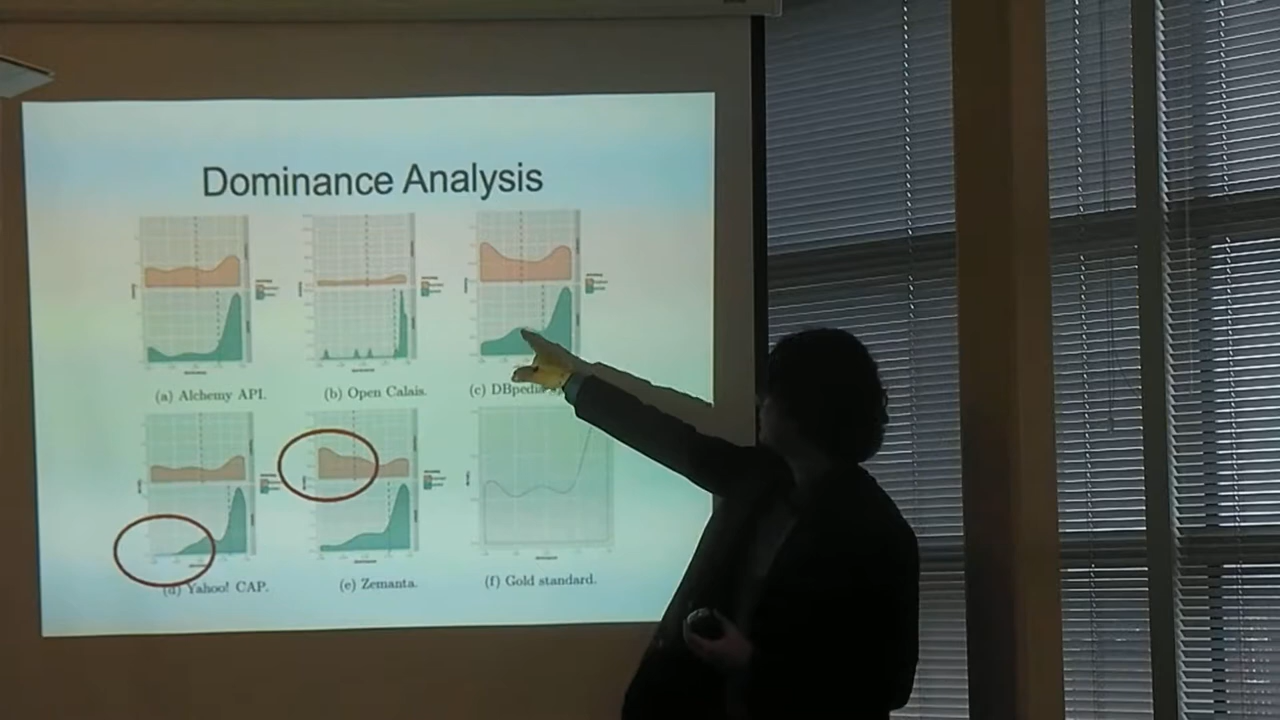 Dominance Analysis
(a) Alchemy API.
(b) Open Calais.
(c) DBpedia
(d) Yahoo! CAP.
(e) Zemanta.
(f) Gold standard.